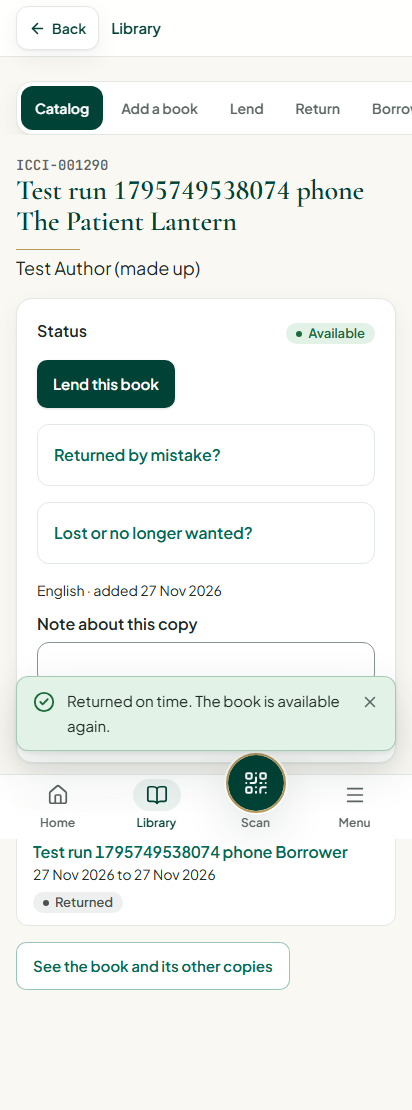 Back
Library
Catalog
Add a book
Lend
Return
ICCI-001290
Test run 1795749538074 phone
The Patient Lantern
Test Author (made up)
Status
Available
Lend this book
Returned by mistake?
Lost or no longer wanted?
English · added 27 Nov 2026
Note about this copy
Returned on time. The book is available
again.
Home
Library
Scan
Menu
Test run 1795749538074 phone Borrower
27 Nov 2026 to 27 Nov 2026
Returned
See the book and its other copies